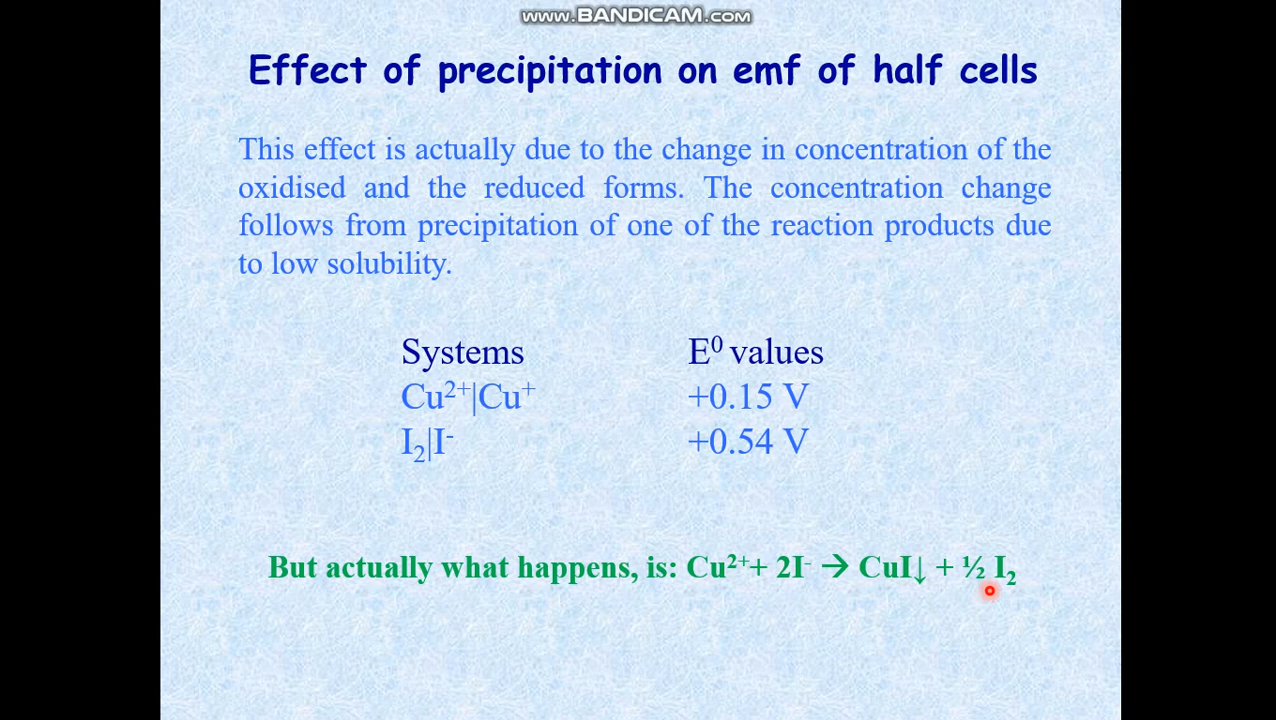 www.BANDICAM.com
Effect of precipitation on emf of half cells
This effect is actually due to the change in concentration of the
oxidised and the reduced forms. The concentration change
follows from precipitation of one of the reaction products due
to low solubility.
Systems E⁰ values
Cu²⁺|Cu⁺ +0.15 V
I₂|I⁻ +0.54 V
But actually what happens, is: Cu²⁺+ 2I⁻ → CuI↓ + ½ I₂